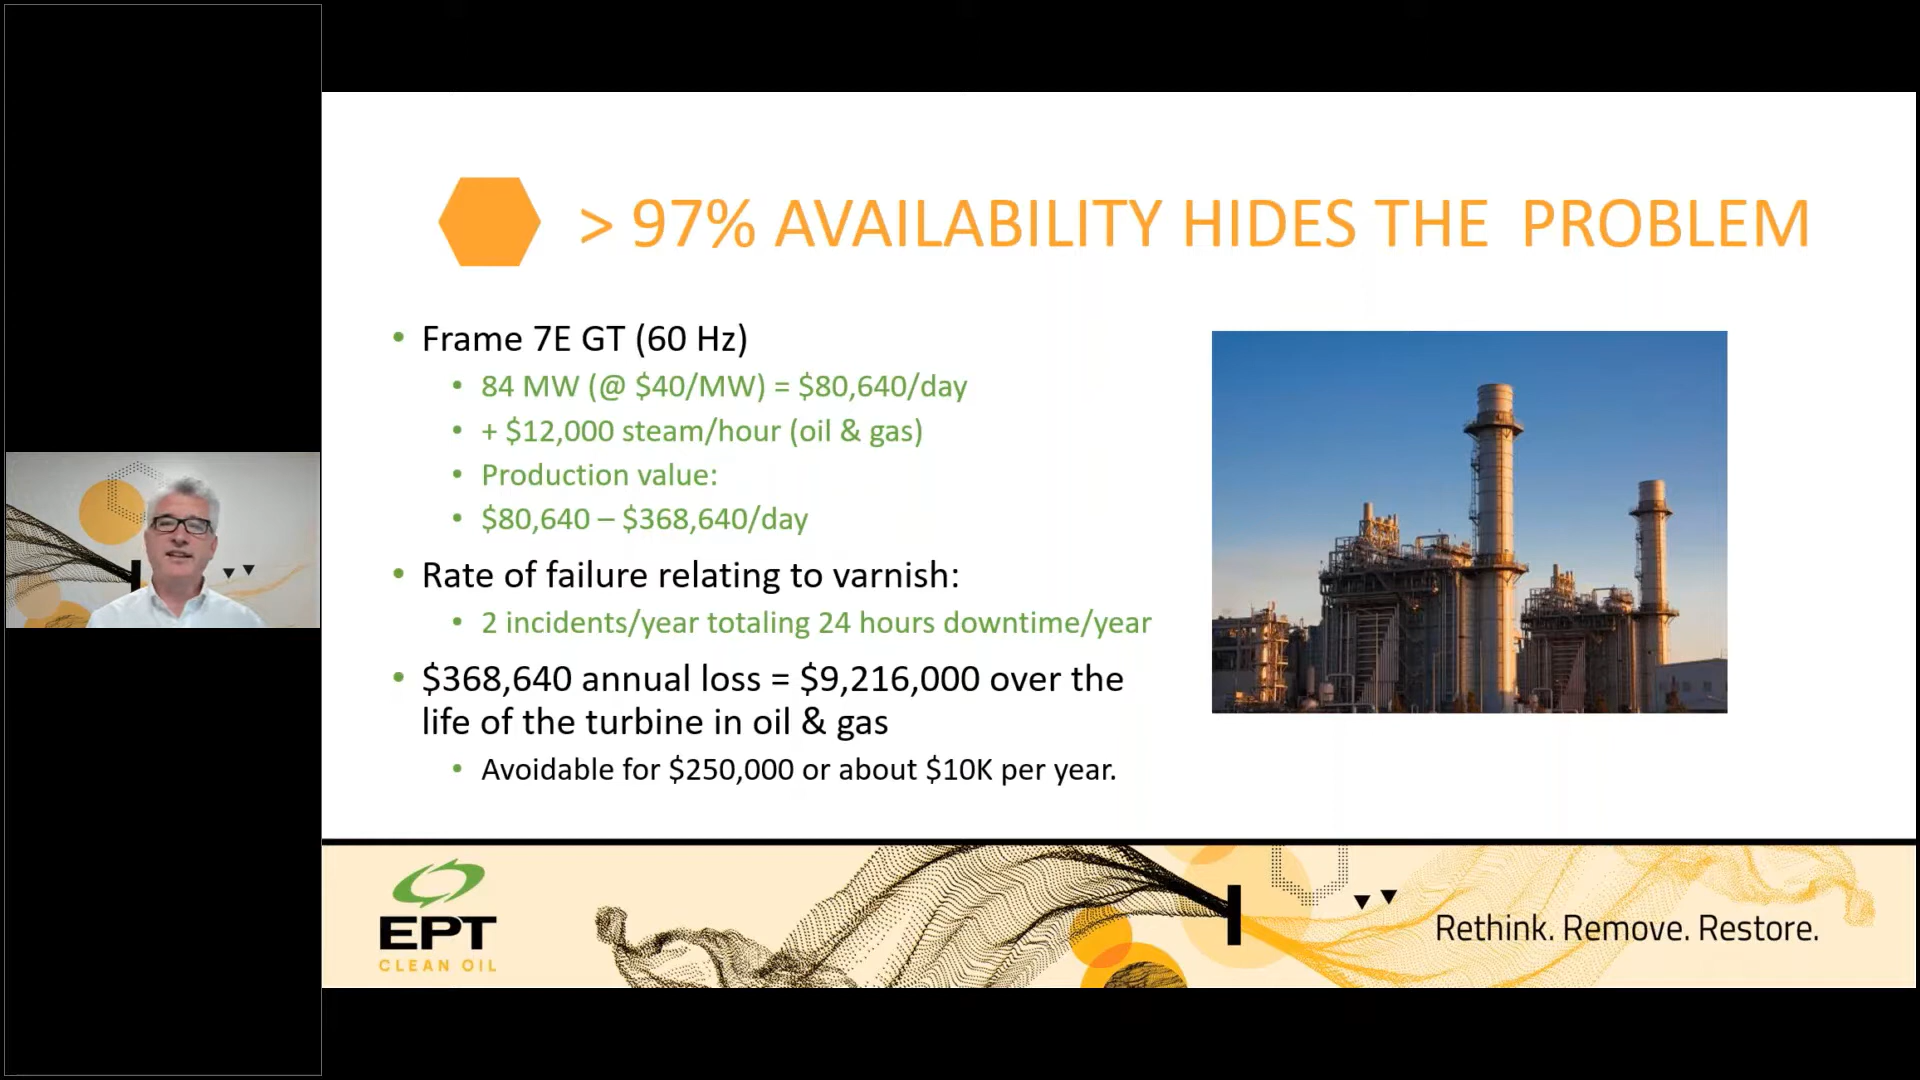 > 97% AVAILABILITY HIDES THE PROBLEM
• Frame 7E GT (60 Hz)
• 84 MW (@ $40/MW) = $80,640/day
• + $12,000 steam/hour (oil & gas)
• Production value:
• $80,640 – $368,640/day
• Rate of failure relating to varnish:
• 2 incidents/year totaling 24 hours downtime/year
• $368,640 annual loss = $9,216,000 over the
life of the turbine in oil & gas
• Avoidable for $250,000 or about $10K per year.
EPT
CLEAN OIL
Rethink. Remove. Restore.